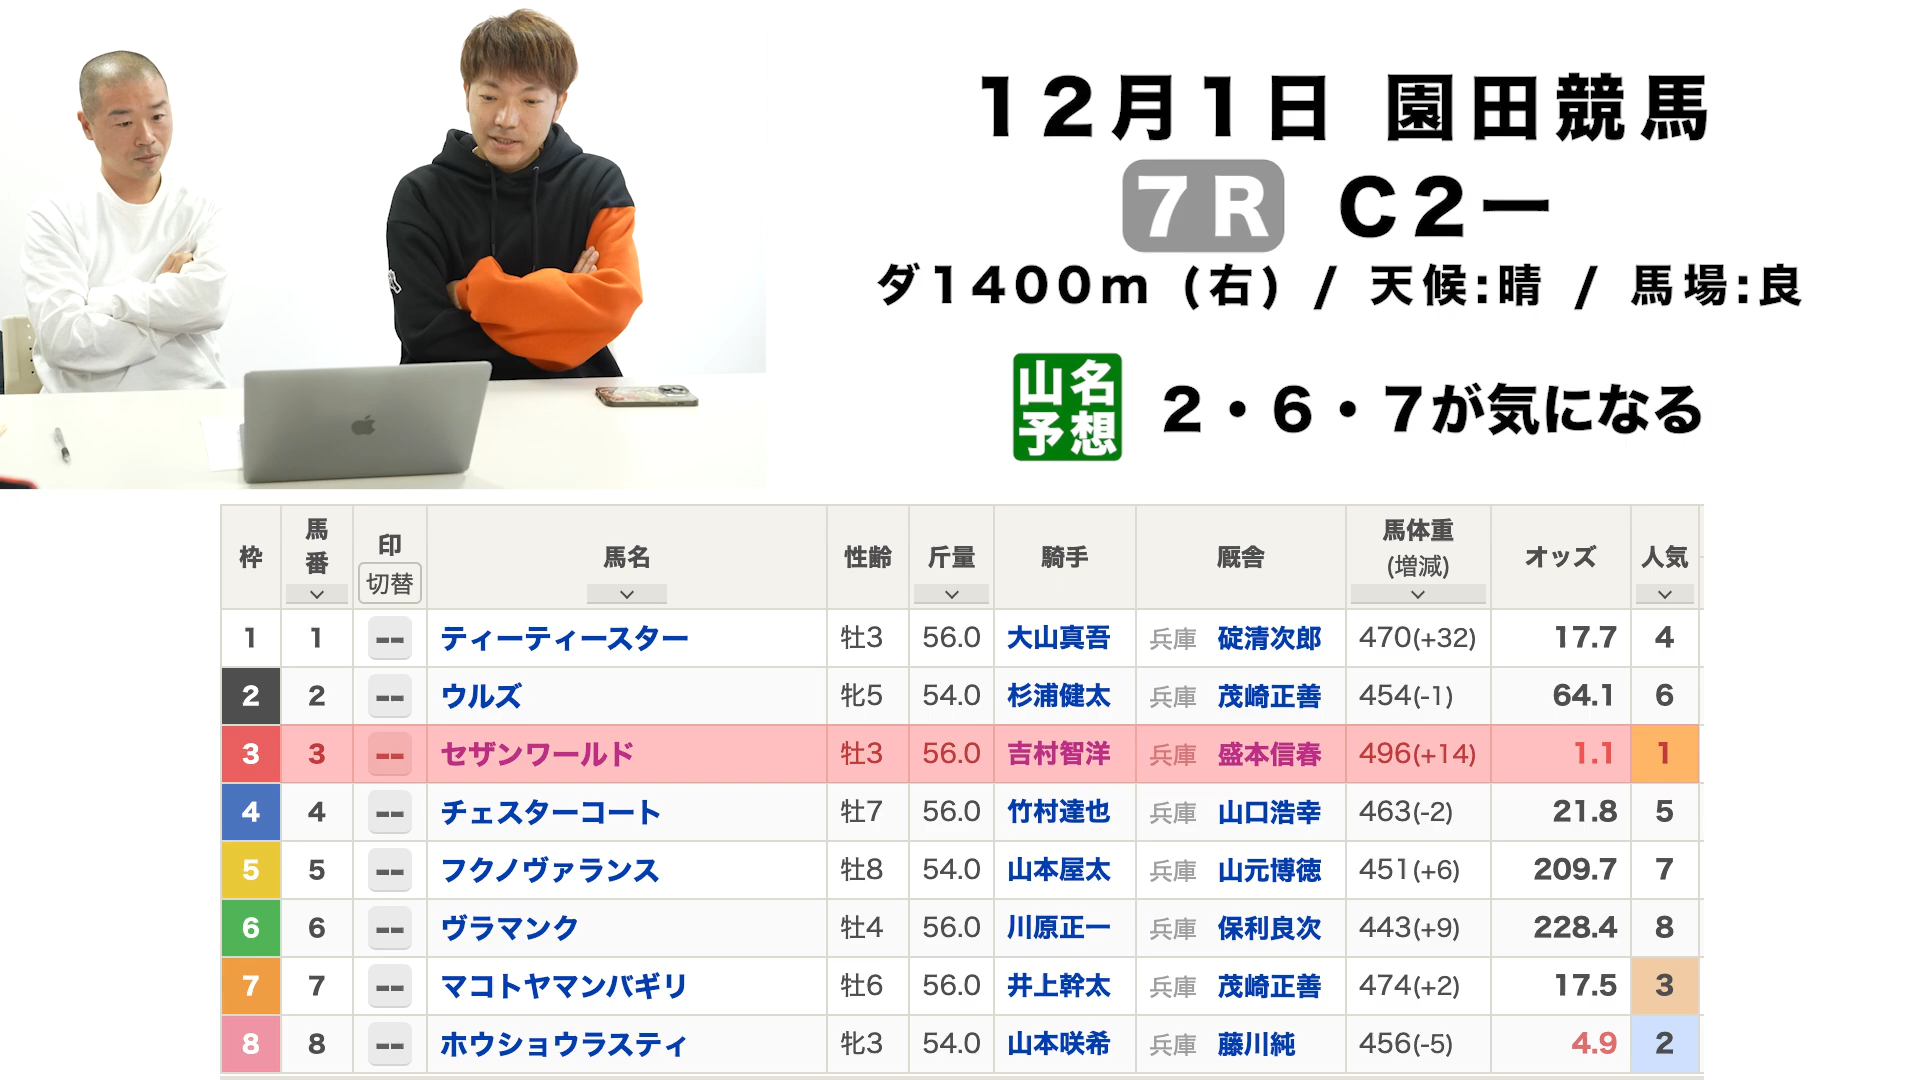 12月1日 園田競馬
7R C2一
ダ1400m（右）/ 天候:晴 / 馬場:良
山名予想 2・6・7が気になる
枠 馬番 印 切替 馬名 性齢 斤量 騎手 厩舎 馬体重(増減) オッズ 人気
1 1 -- ティーティースター 牡3 56.0 大山真吾 兵庫 碇清次郎 470(+32) 17.7 4
2 2 -- ウルズ 牝5 54.0 杉浦健太 兵庫 茂崎正善 454(-1) 64.1 6
3 3 -- セザンワールド 牡3 56.0 吉村智洋 兵庫 盛本信春 496(+14) 1.1 1
4 4 -- チェスターコート 牡7 56.0 竹村達也 兵庫 山口浩幸 463(-2) 21.8 5
5 5 -- フクノヴァランス 牡8 54.0 山本屋太 兵庫 山元博徳 451(+6) 209.7 7
6 6 -- ヴラマンク 牡4 56.0 川原正一 兵庫 保利良次 443(+9) 228.4 8
7 7 -- マコトヤマンバギリ 牡6 56.0 井上幹太 兵庫 茂崎正善 474(+2) 17.5 3
8 8 -- ホウショウラスティ 牝3 54.0 山本咲希 兵庫 藤川純 456(-5) 4.9 2